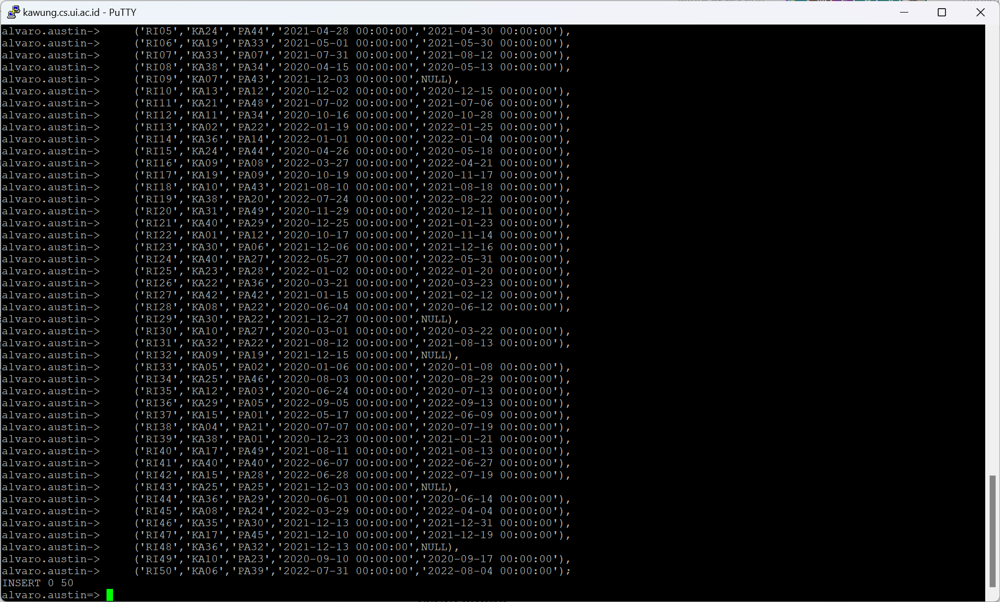 kawung.cs.ui.ac.id - PuTTY
alvaro.austin->     ('RI05','KA24','PA44','2021-04-28 00:00:00','2021-04-30 00:00:00'),
alvaro.austin->     ('RI06','KA19','PA33','2021-05-01 00:00:00','2021-05-30 00:00:00'),
alvaro.austin->     ('RI07','KA33','PA07','2021-07-31 00:00:00','2021-08-12 00:00:00'),
alvaro.austin->     ('RI08','KA38','PA34','2020-04-15 00:00:00','2020-05-13 00:00:00'),
alvaro.austin->     ('RI09','KA07','PA43','2021-12-03 00:00:00',NULL),
alvaro.austin->     ('RI10','KA13','PA12','2020-12-02 00:00:00','2020-12-15 00:00:00'),
alvaro.austin->     ('RI11','KA21','PA48','2021-07-02 00:00:00','2021-07-06 00:00:00'),
alvaro.austin->     ('RI12','KA11','PA34','2020-10-16 00:00:00','2020-10-28 00:00:00'),
alvaro.austin->     ('RI13','KA02','PA22','2022-01-19 00:00:00','2022-01-25 00:00:00'),
alvaro.austin->     ('RI14','KA36','PA14','2022-01-01 00:00:00','2022-01-04 00:00:00'),
alvaro.austin->     ('RI15','KA24','PA44','2020-04-26 00:00:00','2020-05-18 00:00:00'),
alvaro.austin->     ('RI16','KA09','PA08','2022-03-27 00:00:00','2022-04-21 00:00:00'),
alvaro.austin->     ('RI17','KA19','PA09','2020-10-19 00:00:00','2020-11-17 00:00:00'),
alvaro.austin->     ('RI18','KA10','PA43','2021-08-10 00:00:00','2021-08-18 00:00:00'),
alvaro.austin->     ('RI19','KA38','PA20','2022-07-24 00:00:00','2022-08-22 00:00:00'),
alvaro.austin->     ('RI20','KA31','PA49','2020-11-29 00:00:00','2020-12-11 00:00:00'),
alvaro.austin->     ('RI21','KA40','PA29','2020-12-25 00:00:00','2021-01-23 00:00:00'),
alvaro.austin->     ('RI22','KA01','PA12','2020-10-17 00:00:00','2020-11-14 00:00:00'),
alvaro.austin->     ('RI23','KA30','PA06','2021-12-06 00:00:00','2021-12-16 00:00:00'),
alvaro.austin->     ('RI24','KA40','PA27','2022-05-27 00:00:00','2022-05-31 00:00:00'),
alvaro.austin->     ('RI25','KA23','PA28','2022-01-02 00:00:00','2022-01-20 00:00:00'),
alvaro.austin->     ('RI26','KA22','PA36','2020-03-21 00:00:00','2020-03-23 00:00:00'),
alvaro.austin->     ('RI27','KA42','PA42','2021-01-15 00:00:00','2021-02-12 00:00:00'),
alvaro.austin->     ('RI28','KA08','PA22','2020-06-04 00:00:00','2020-06-12 00:00:00'),
alvaro.austin->     ('RI29','KA30','PA22','2021-12-27 00:00:00',NULL),
alvaro.austin->     ('RI30','KA10','PA27','2020-03-01 00:00:00','2020-03-22 00:00:00'),
alvaro.austin->     ('RI31','KA32','PA22','2021-08-12 00:00:00','2021-08-13 00:00:00'),
alvaro.austin->     ('RI32','KA09','PA19','2021-12-15 00:00:00',NULL),
alvaro.austin->     ('RI33','KA05','PA02','2020-01-06 00:00:00','2020-01-08 00:00:00'),
alvaro.austin->     ('RI34','KA25','PA46','2020-08-03 00:00:00','2020-08-29 00:00:00'),
alvaro.austin->     ('RI35','KA12','PA03','2020-06-24 00:00:00','2020-07-13 00:00:00'),
alvaro.austin->     ('RI36','KA29','PA05','2022-09-05 00:00:00','2022-09-13 00:00:00'),
alvaro.austin->     ('RI37','KA15','PA01','2022-05-17 00:00:00','2022-06-09 00:00:00'),
alvaro.austin->     ('RI38','KA04','PA21','2020-07-07 00:00:00','2020-07-19 00:00:00'),
alvaro.austin->     ('RI39','KA38','PA01','2020-12-23 00:00:00','2021-01-21 00:00:00'),
alvaro.austin->     ('RI40','KA17','PA49','2021-08-11 00:00:00','2021-08-13 00:00:00'),
alvaro.austin->     ('RI41','KA40','PA40','2022-06-07 00:00:00','2022-06-27 00:00:00'),
alvaro.austin->     ('RI42','KA15','PA28','2022-06-28 00:00:00','2022-07-19 00:00:00'),
alvaro.austin->     ('RI43','KA25','PA25','2021-12-03 00:00:00',NULL),
alvaro.austin->     ('RI44','KA36','PA29','2020-06-01 00:00:00','2020-06-14 00:00:00'),
alvaro.austin->     ('RI45','KA08','PA24','2022-03-29 00:00:00','2022-04-04 00:00:00'),
alvaro.austin->     ('RI46','KA35','PA30','2021-12-13 00:00:00','2021-12-31 00:00:00'),
alvaro.austin->     ('RI47','KA17','PA45','2021-12-10 00:00:00','2021-12-19 00:00:00'),
alvaro.austin->     ('RI48','KA36','PA32','2021-12-13 00:00:00',NULL),
alvaro.austin->     ('RI49','KA10','PA23','2020-09-10 00:00:00','2020-09-17 00:00:00'),
alvaro.austin->     ('RI50','KA06','PA39','2022-07-31 00:00:00','2022-08-04 00:00:00');
INSERT 0 50
alvaro.austin=>